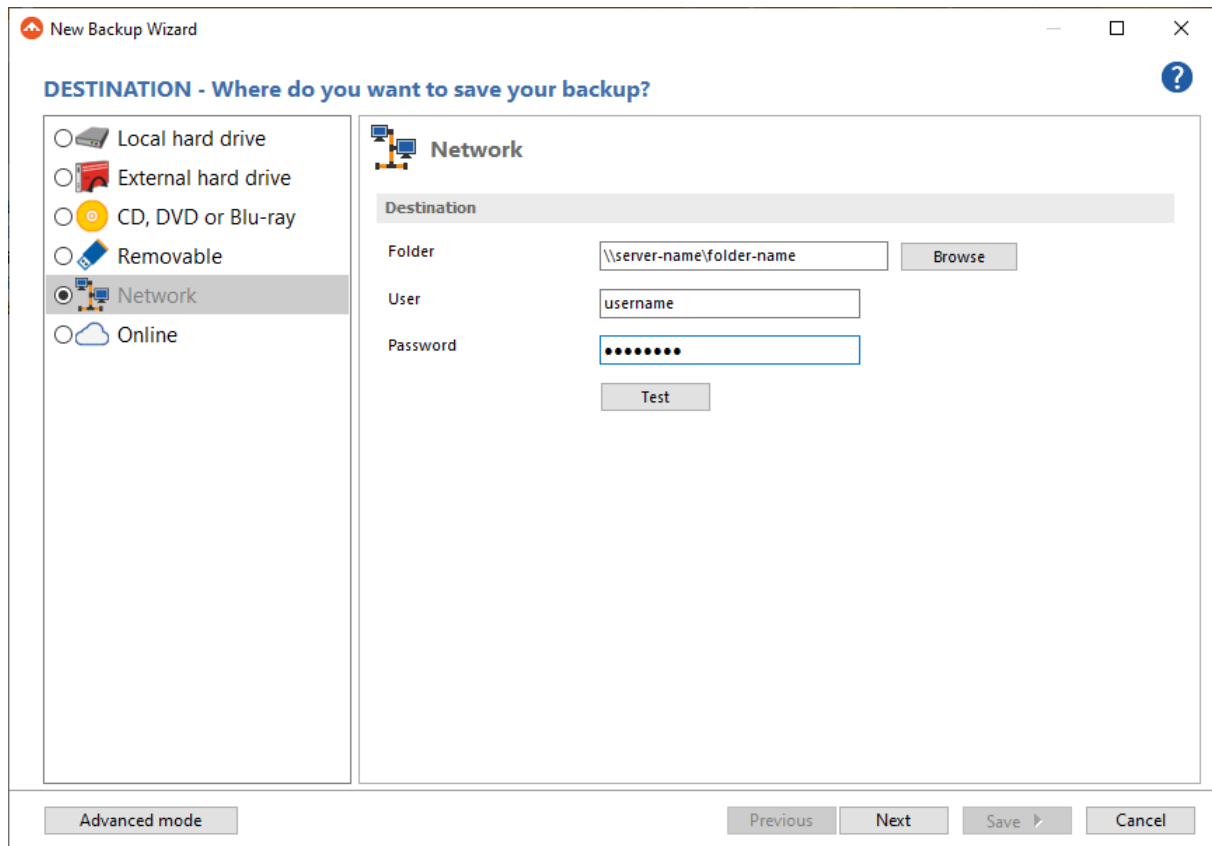 New Backup Wizard
DESTINATION - Where do you want to save your backup?
?
Local hard drive
External hard drive
CD, DVD or Blu-ray
Removable
Network
Online
Network
Destination
Folder
\\server-name\folder-name
Browse
User
username
Password
••••••••
Test
Advanced mode
Previous
Next
Save
Cancel